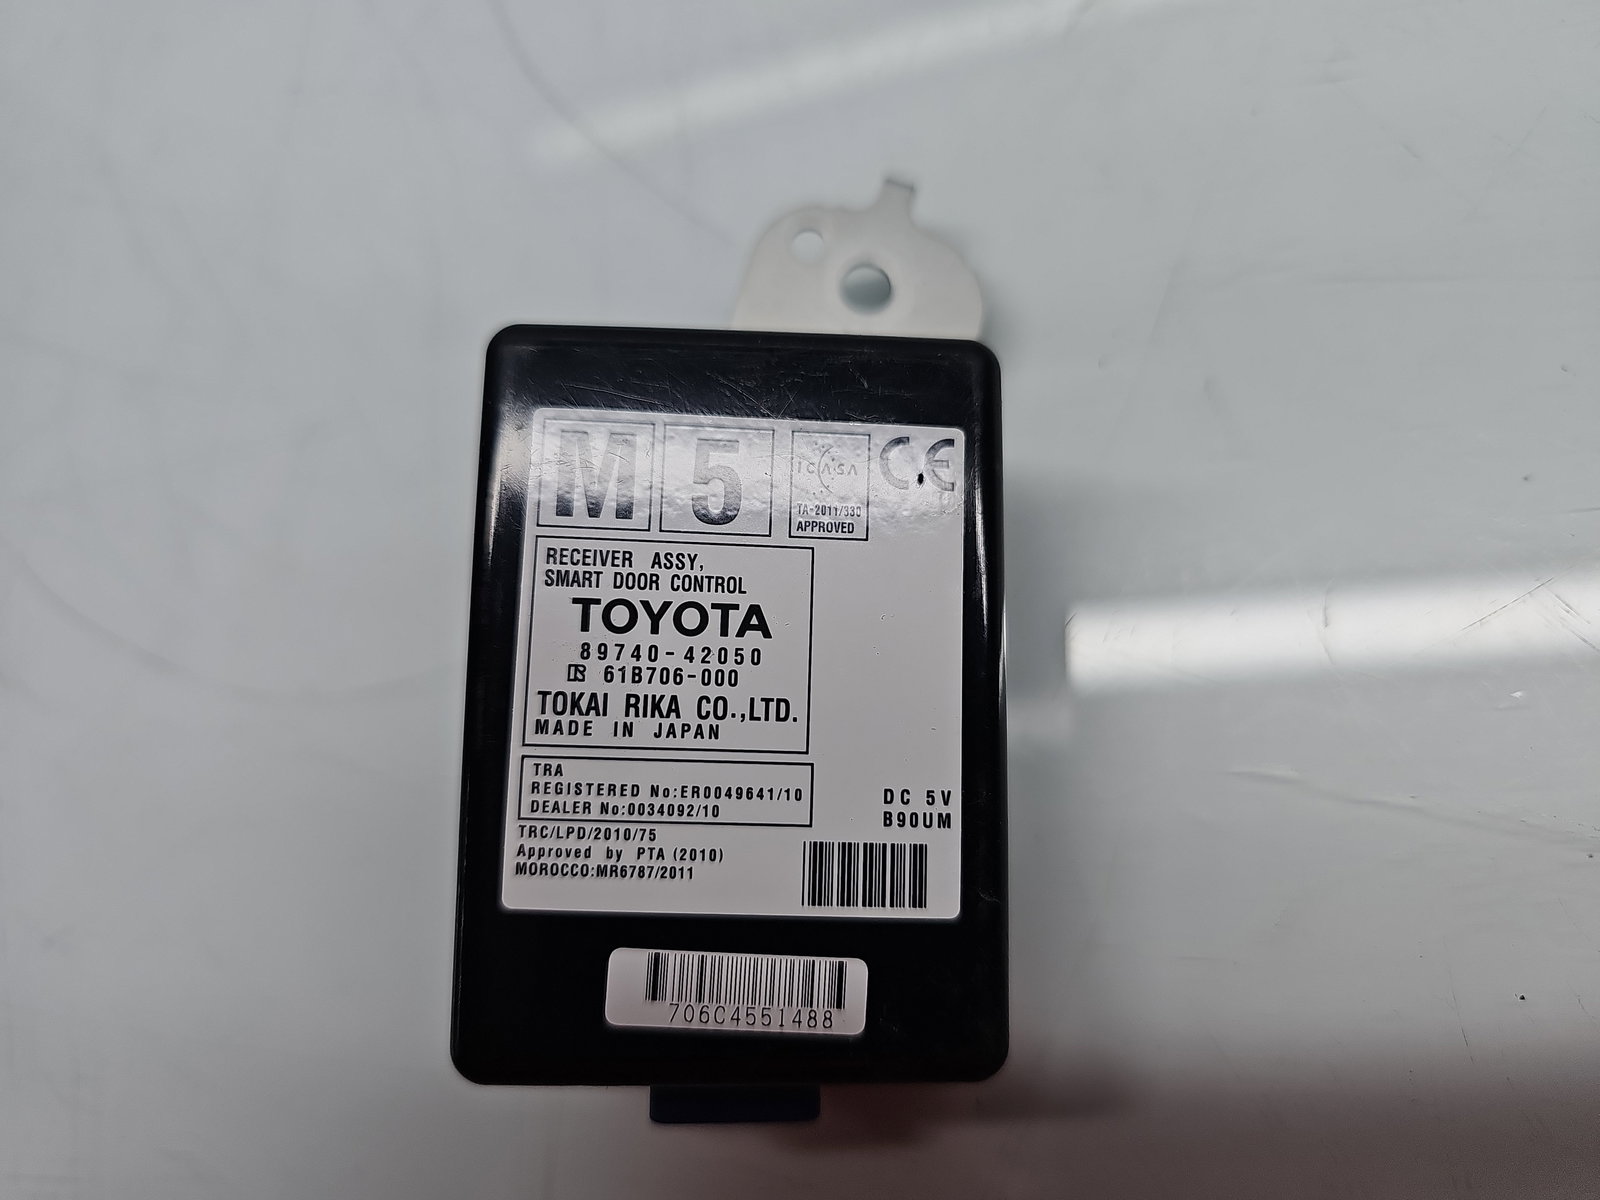 M 5
ICASA
TA-2011/330
APPROVED
CE
RECEIVER ASSY,
SMART DOOR CONTROL
TOYOTA
89740-42050
61B706-000
TOKAI RIKA CO.,LTD.
MADE IN JAPAN
TRA
REGISTERED No:ER0049641/10
DEALER No:0034092/10
DC 5V
B90UM
TRC/LPD/2010/75
Approved by PTA (2010)
MOROCCO:MR6787/2011
706C4551488